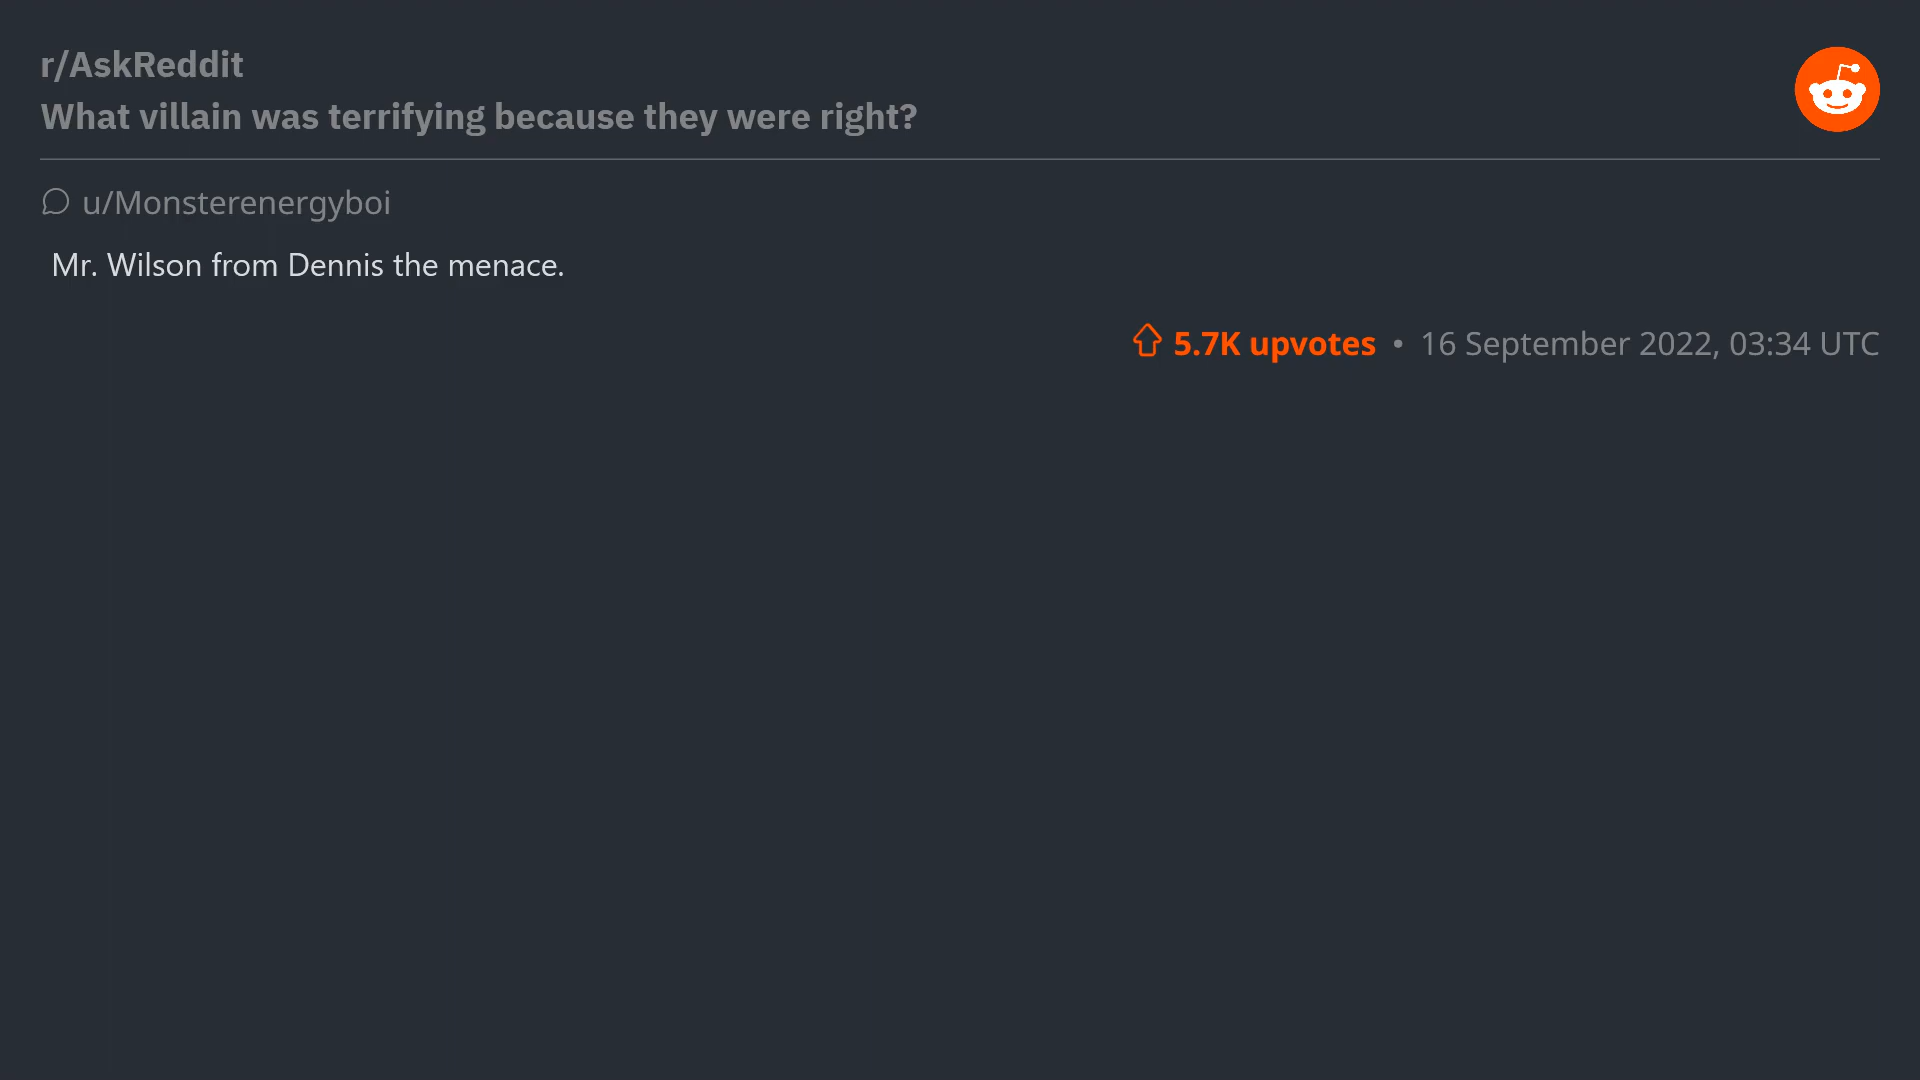 r/AskReddit
What villain was terrifying because they were right?
u/Monsterenergyboi
Mr. Wilson from Dennis the menace.
5.7K upvotes • 16 September 2022, 03:34 UTC